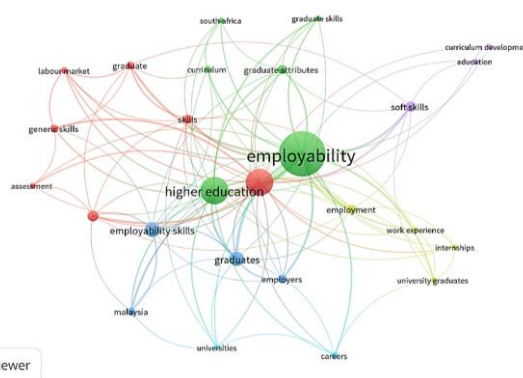 south africa
graduate skills
curriculum developme
education
labour market
graduate
curriculum
graduate attributes
soft skills
skills
generic skills
employability
assessment
higher education
employment
employability skills
work experience
internships
graduates
employers
university graduates
malaysia
universities
careers
ewer